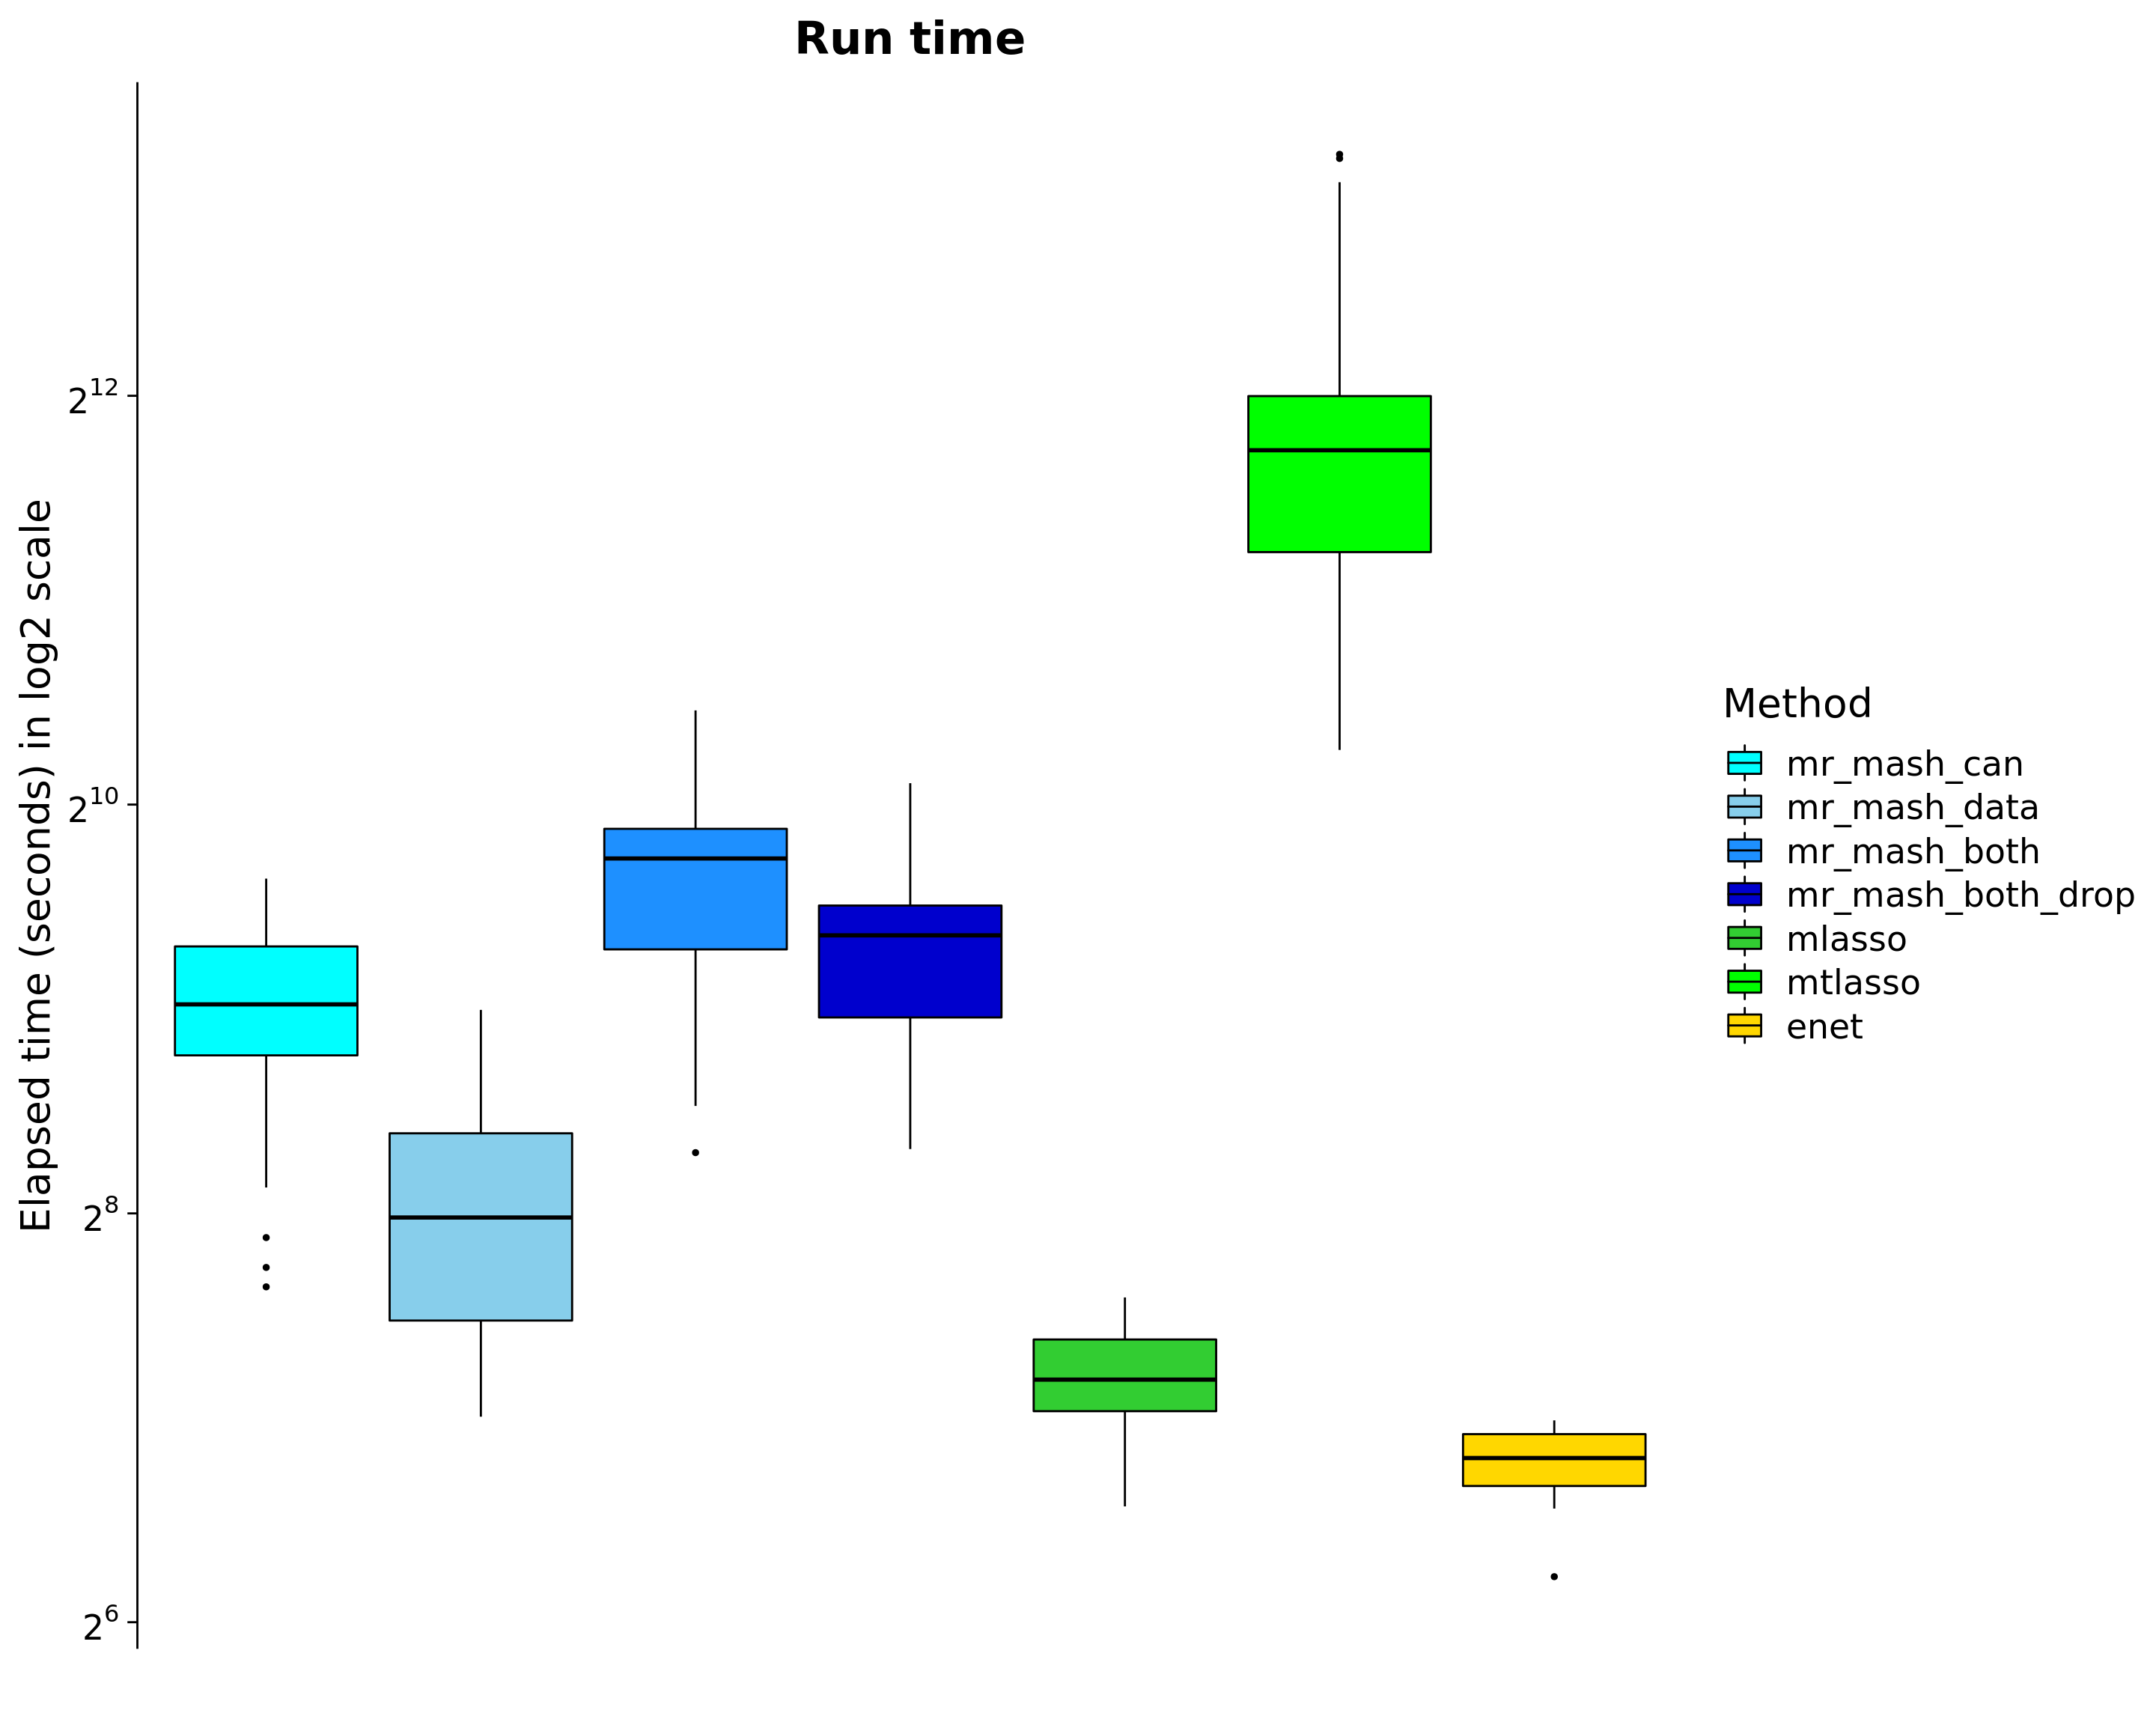 Run time
Elapsed time (seconds) in log2 scale
2^12
2^10
2^8
2^6
Method
mr_mash_can
mr_mash_data
mr_mash_both
mr_mash_both_drop
mlasso
mtlasso
enet